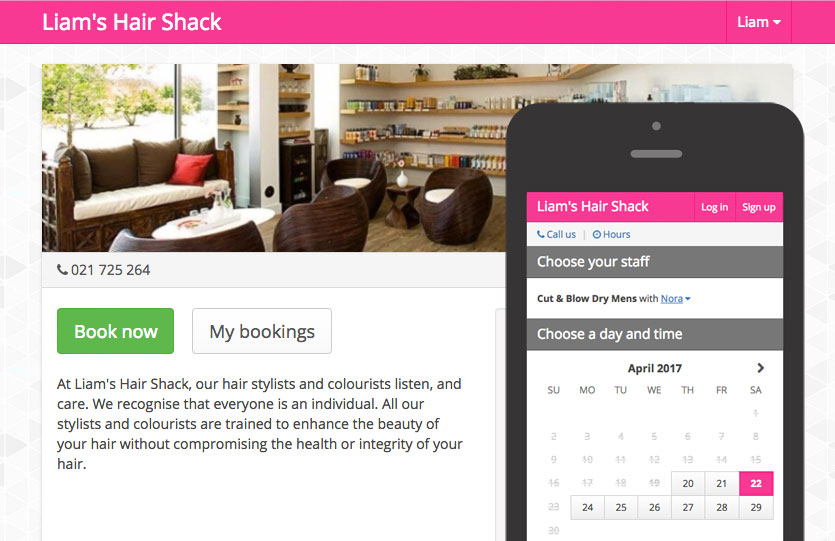 Liam's Hair Shack
Liam
021 725 264
Book now
My bookings
At Liam's Hair Shack, our hair stylists and colourists listen, and
care. We recognise that everyone is an individual. All our
stylists and colourists are trained to enhance the beauty of
your hair without compromising the health or integrity of your
hair.
Liam's Hair Shack Log in Sign up
Call us | Hours
Choose your staff
Cut & Blow Dry Mens with Nora
Choose a day and time
April 2017
SU MO TU WE TH FR SA
1
2 3 4 5 6 7 8
9 10 11 12 13 14 15
16 17 18 19 20 21 22
23 24 25 26 27 28 29
30